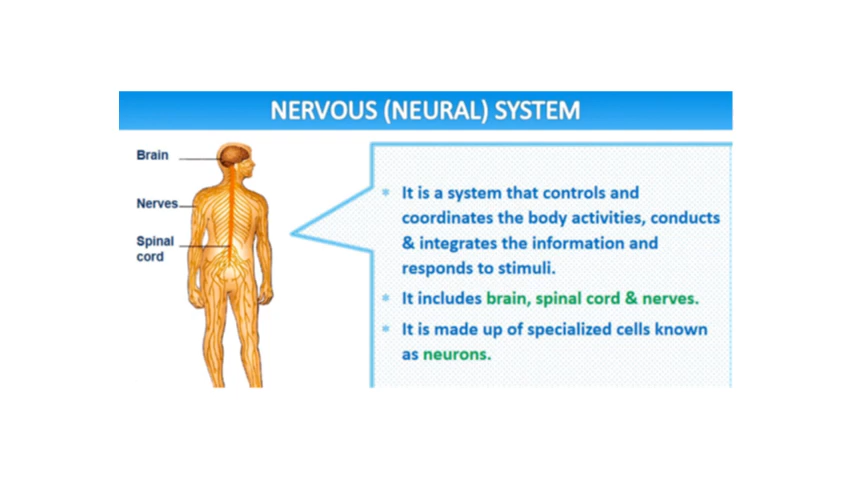 NERVOUS (NEURAL) SYSTEM
Brain
Nerves
Spinal
cord
* It is a system that controls and
coordinates the body activities, conducts
& integrates the information and
responds to stimuli.
* It includes brain, spinal cord & nerves.
* It is made up of specialized cells known
as neurons.